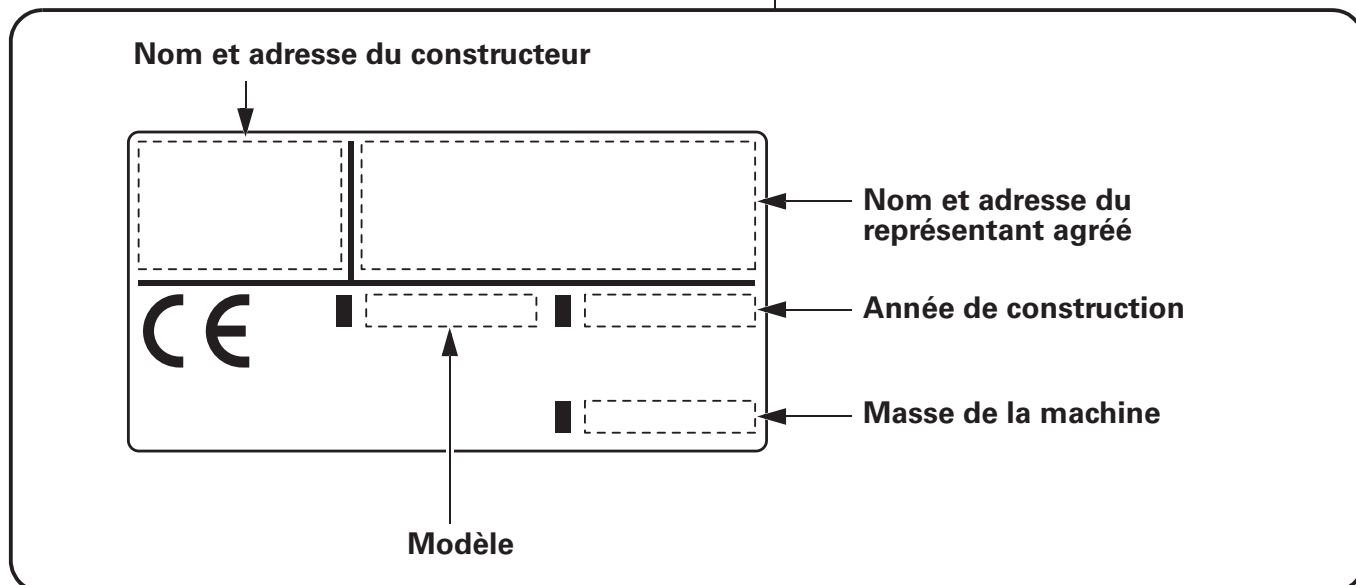 Nom et adresse du constructeur
Nom et adresse du
représentant agréé
CE
Année de construction
Masse de la machine
Modèle